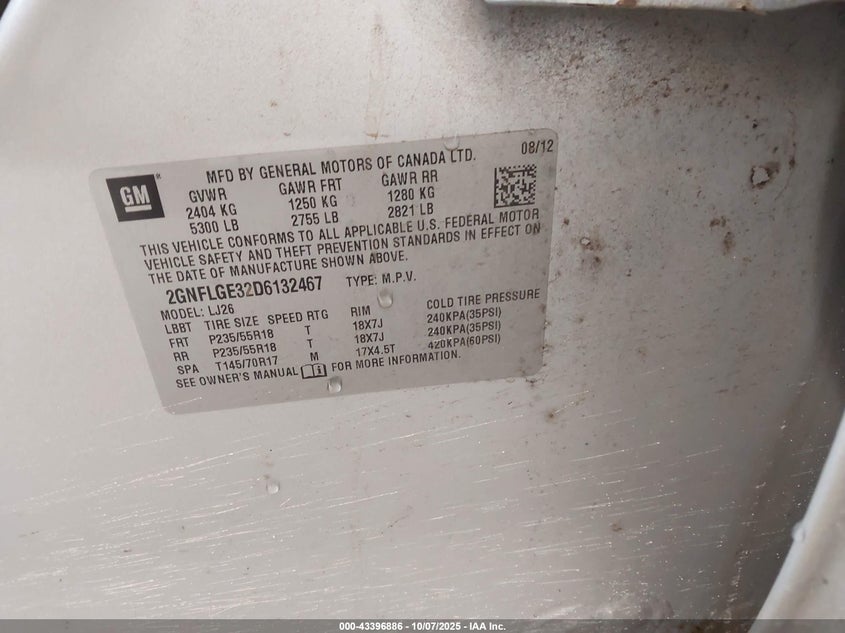 MFD BY GENERAL MOTORS OF CANADA LTD. 08/12
GM ®
GVWR GAWR FRT GAWR RR
2404 KG 1250 KG 1280 KG
5300 LB 2755 LB 2821 LB
THIS VEHICLE CONFORMS TO ALL APPLICABLE U.S. FEDERAL MOTOR
VEHICLE SAFETY AND THEFT PREVENTION STANDARDS IN EFFECT ON
THE DATE OF MANUFACTURE SHOWN ABOVE.
2GNFLGE32D6132467 TYPE: M.P.V.
MODEL: LJ26
LBBT TIRE SIZE SPEED RTG RIM COLD TIRE PRESSURE
FRT P235/55R18 T 18X7J 240KPA(35PSI)
RR P235/55R18 T 18X7J 240KPA(35PSI)
SPA T145/70R17 M 17X4.5T 420KPA(60PSI)
SEE OWNER'S MANUAL FOR MORE INFORMATION.
000-43396886 - 10/07/2025 - IAA Inc.